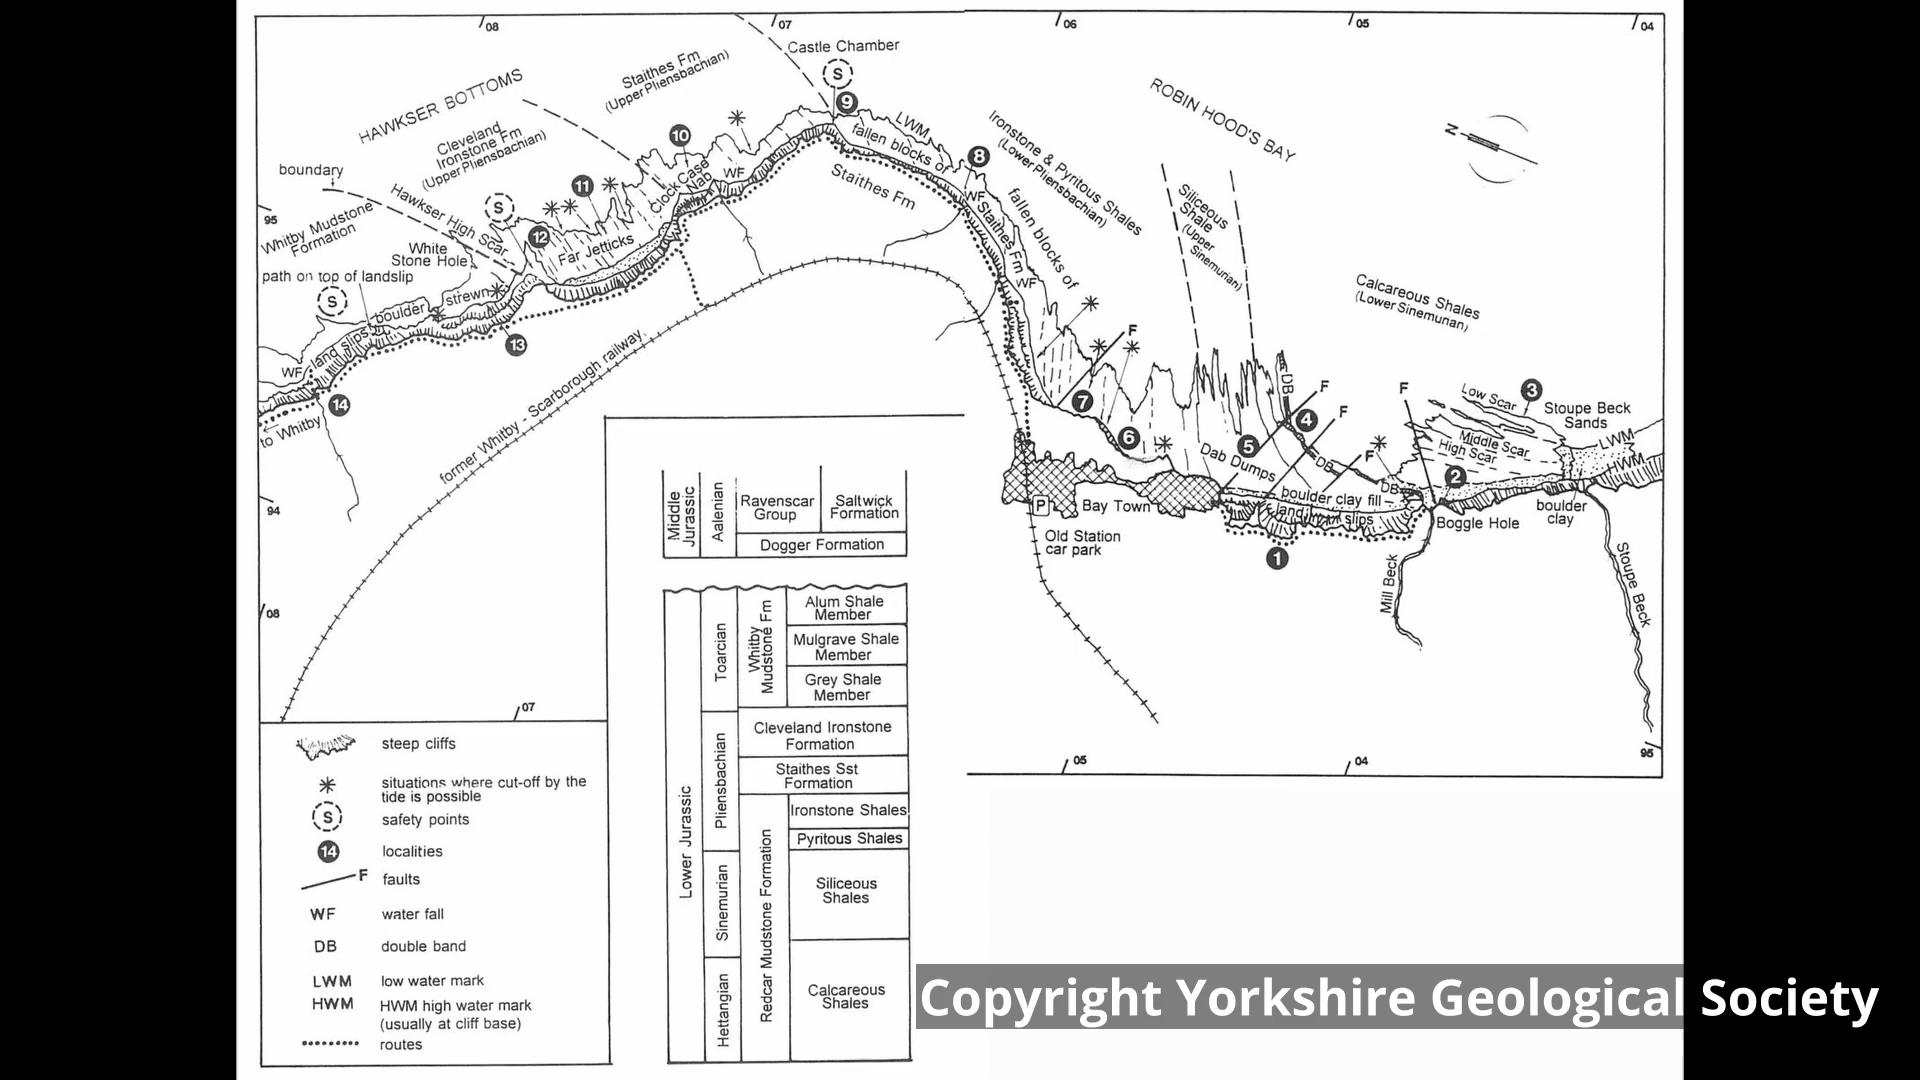 08
07
06
05
04
Castle Chamber
S
9
HAWKSER BOTTOMS
Staithes Fm
(Upper Pliensbachian)
ROBIN HOOD'S BAY
N
Cleveland
Ironstone Fm
(Upper Pliensbachian)
10
LWM
fallen blocks of
Staithes Fm
8
Ironstone & Pyritous Shales
(Lower Pliensbachian)
boundary
Hawkser High Scar
S
11
Clock Case
Nab
WF
WF
Staithes Fm
fallen blocks of
WF
Siliceous
Shale
(Upper
Sinemunan)
95
Whitby Mudstone
Formation
White
Stone Hole
12
Far Jetticks
Calcareous Shales
(Lower Sinemunan)
path on top of landslip
S
boulder
strewn
land slips
13
WF
14
to Whitby
former Whitby - Scarborough railway
F
7
6
DB
F
4
F
F
5
Dab Dumps
DB
F
DB
Low Scar
3
Stoupe Beck
Sands
Middle Scar
High Scar
LWM
HWM
2
boulder clay fill
land slips
1
Boggle Hole
boulder
clay
P
Bay Town
Old Station
car park
Mill Beck
Stoupe Beck
94
08
07
05
04
95
Middle
Jurassic
Aalenian
Ravenscar
Group
Saltwick
Formation
Dogger Formation
Lower Jurassic
Toarcian
Whitby
Mudstone Fm
Alum Shale
Member
Mulgrave Shale
Member
Grey Shale
Member
Pliensbachian
Cleveland Ironstone
Formation
Staithes Sst
Formation
Redcar Mudstone Formation
Ironstone Shales
Pyritous Shales
Sinemurian
Siliceous
Shales
Hettangian
Calcareous
Shales
steep cliffs
situations where cut-off by the
tide is possible
S safety points
14 localities
F faults
WF water fall
DB double band
LWM low water mark
HWM HWM high water mark
(usually at cliff base)
routes
Copyright Yorkshire Geological Society